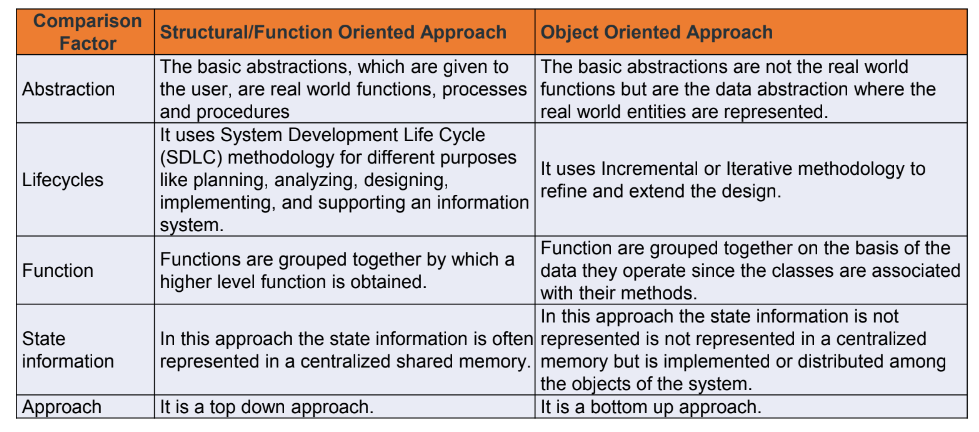 Comparison
Factor
Structural/Function Oriented Approach
Object Oriented Approach
Abstraction
The basic abstractions, which are given to
the user, are real world functions, processes
and procedures
The basic abstractions are not the real world
functions but are the data abstraction where the
real world entities are represented.
Lifecycles
It uses System Development Life Cycle
(SDLC) methodology for different purposes
like planning, analyzing, designing,
implementing, and supporting an information
system.
It uses Incremental or Iterative methodology to
refine and extend the design.
Function
Functions are grouped together by which a
higher level function is obtained.
Function are grouped together on the basis of the
data they operate since the classes are associated
with their methods.
State
information
In this approach the state information is often
represented in a centralized shared memory.
In this approach the state information is not
represented is not represented in a centralized
memory but is implemented or distributed among
the objects of the system.
Approach
It is a top down approach.
It is a bottom up approach.